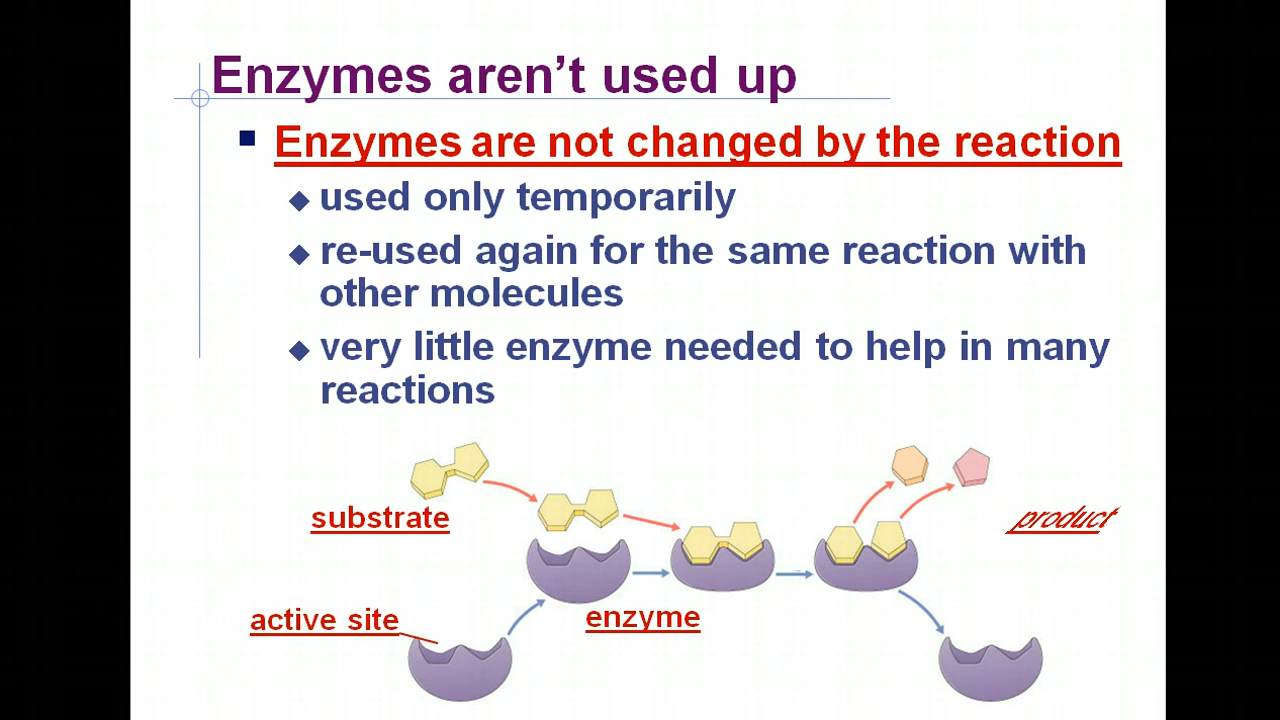 Enzymes aren't used up
Enzymes are not changed by the reaction
used only temporarily
re-used again for the same reaction with
other molecules
very little enzyme needed to help in many
reactions
substrate
product
active site
enzyme